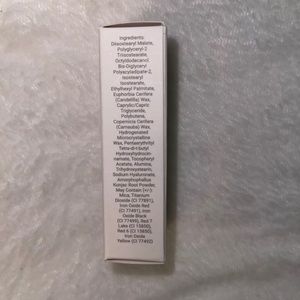 Ingredients:
Diisostearyl Malate,
Polyglyceryl-2
Triisostearate,
Octyldodecanol,
Bis-Diglyceryl
Polyacyladipate-2,
Isostearyl
Isostearate,
Ethylhexyl Palmitate,
Euphorbia Cerifera
(Candelilla) Wax,
Caprylic/Capric
Triglyceride,
Polybutene,
Copernicia Cerifera
(Carnauba) Wax,
Hydrogenated
Microcrystalline
Wax, Pentaerythrityl
Tetra-di-t-butyl
Hydroxyhydrocin-
namate, Tocopheryl
Acetate, Alumina,
Trihydroxystearin,
Sodium Hyaluronate,
Amorphophallus
Konjac Root Powder,
May Contain (+/-):
Mica, Titanium
Dioxide (CI 77891),
Iron Oxide Red
(CI 77491), Iron
Oxide Black
(CI 77499), Red 7
Lake (CI 15850),
Red 6 (CI 15850),
Iron Oxide
Yellow (CI 77492)